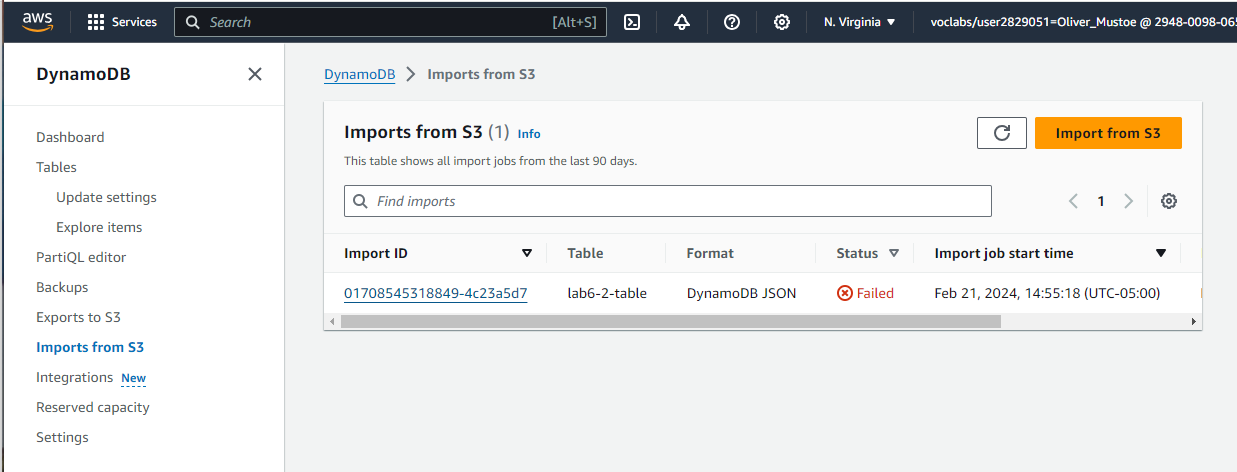 aws
Services
Search
[Alt+S]
N. Virginia
voclabs/user2829051=Oliver_Mustoe @ 2948-0098-065
DynamoDB
Dashboard
Tables
Update settings
Explore items
PartiQL editor
Backups
Exports to S3
Imports from S3
Integrations New
Reserved capacity
Settings
DynamoDB
Imports from S3
Imports from S3 (1) Info
Import from S3
This table shows all import jobs from the last 90 days.
Find imports
1
Import ID Table Format Status Import job start time
01708545318849-4c23a5d7 lab6-2-table DynamoDB JSON Failed Feb 21, 2024, 14:55:18 (UTC-05:00)